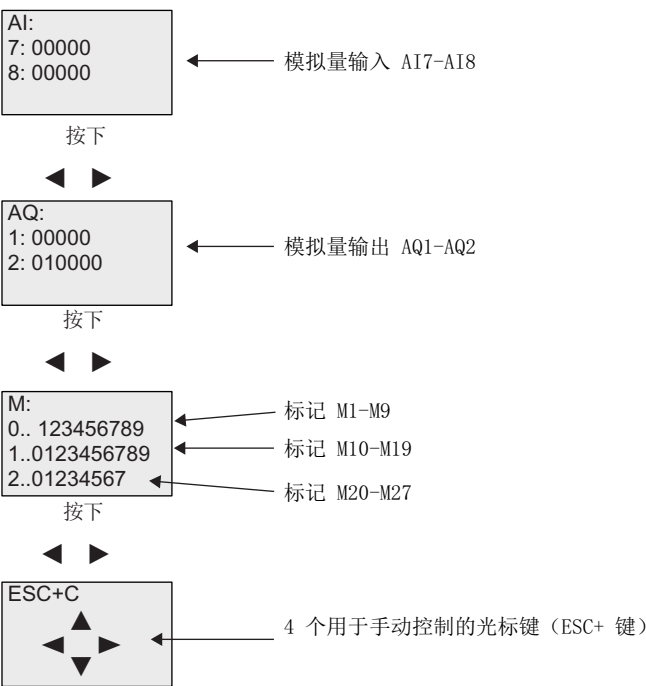 AI:
7: 00000
8: 00000
模拟量输入 AI7-AI8
按下
AQ:
1: 00000
2: 010000
模拟量输出 AQ1-AQ2
按下
M:
0.. 123456789
1..0123456789
2..01234567
标记 M1-M9
标记 M10-M19
标记 M20-M27
按下
ESC+C
4 个用于手动控制的光标键（ESC+ 键）